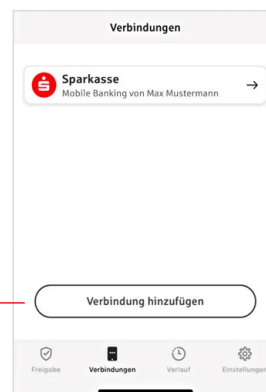 Verbindungen
Sparkasse
Mobile Banking von Max Mustermann
Verbindung hinzufügen
Freigabe Verbindungen Verlauf Einstellungen